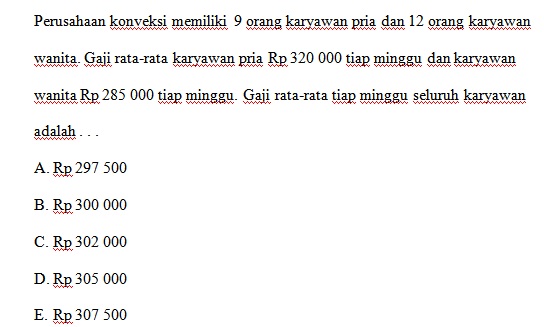 Perusahaan konveksi memiliki 9 orang karyawan pria dan 12 orang karyawan
wanita. Gaji rata-rata karyawan pria Rp 320 000 tiap minggu dan karyawan
wanita Rp 285 000 tiap minggu. Gaji rata-rata tiap minggu seluruh karyawan
adalah . . .
A. Rp 297 500
B. Rp 300 000
C. Rp 302 000
D. Rp 305 000
E. Rp 307 500